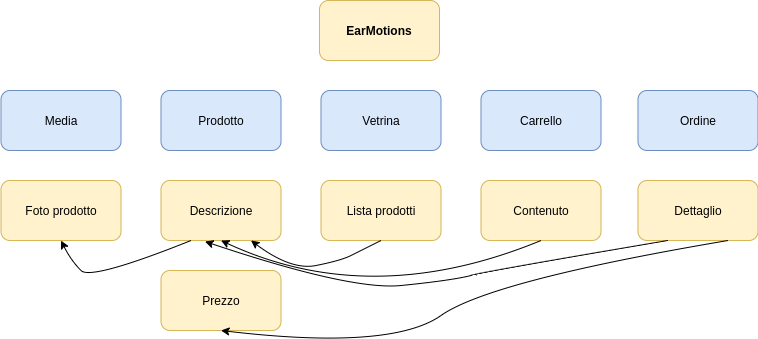 EarMotions
Media
Prodotto
Vetrina
Carrello
Ordine
Foto prodotto
Descrizione
Lista prodotti
Contenuto
Dettaglio
Prezzo